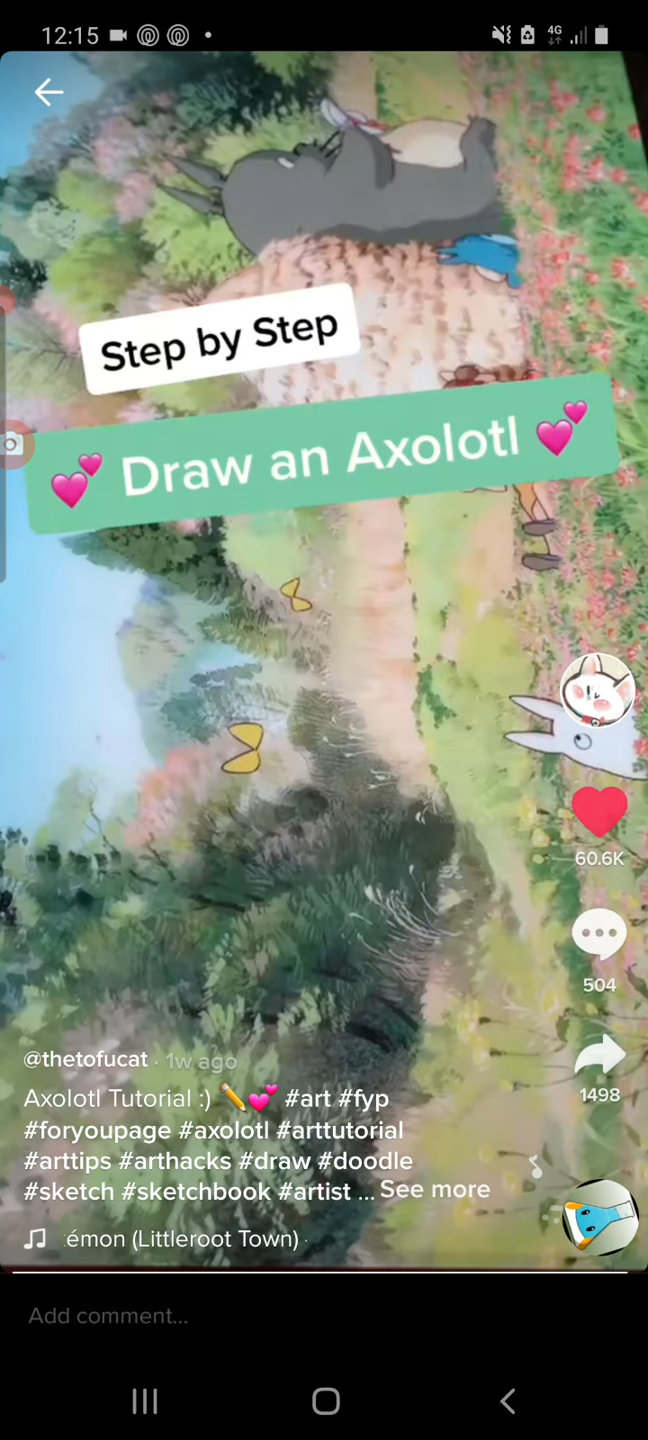 12:15
4G
Step by Step
💕 Draw an Axolotl 💕
60.6K
504
1498
@thetofucat · 1w ago
Axolotl Tutorial :) ✏️💕 #art #fyp
#foryoupage #axolotl #arttutorial
#arttips #arthacks #draw #doodle
#sketch #sketchbook #artist ... See more
émon (Littleroot Town) ·
Add comment...